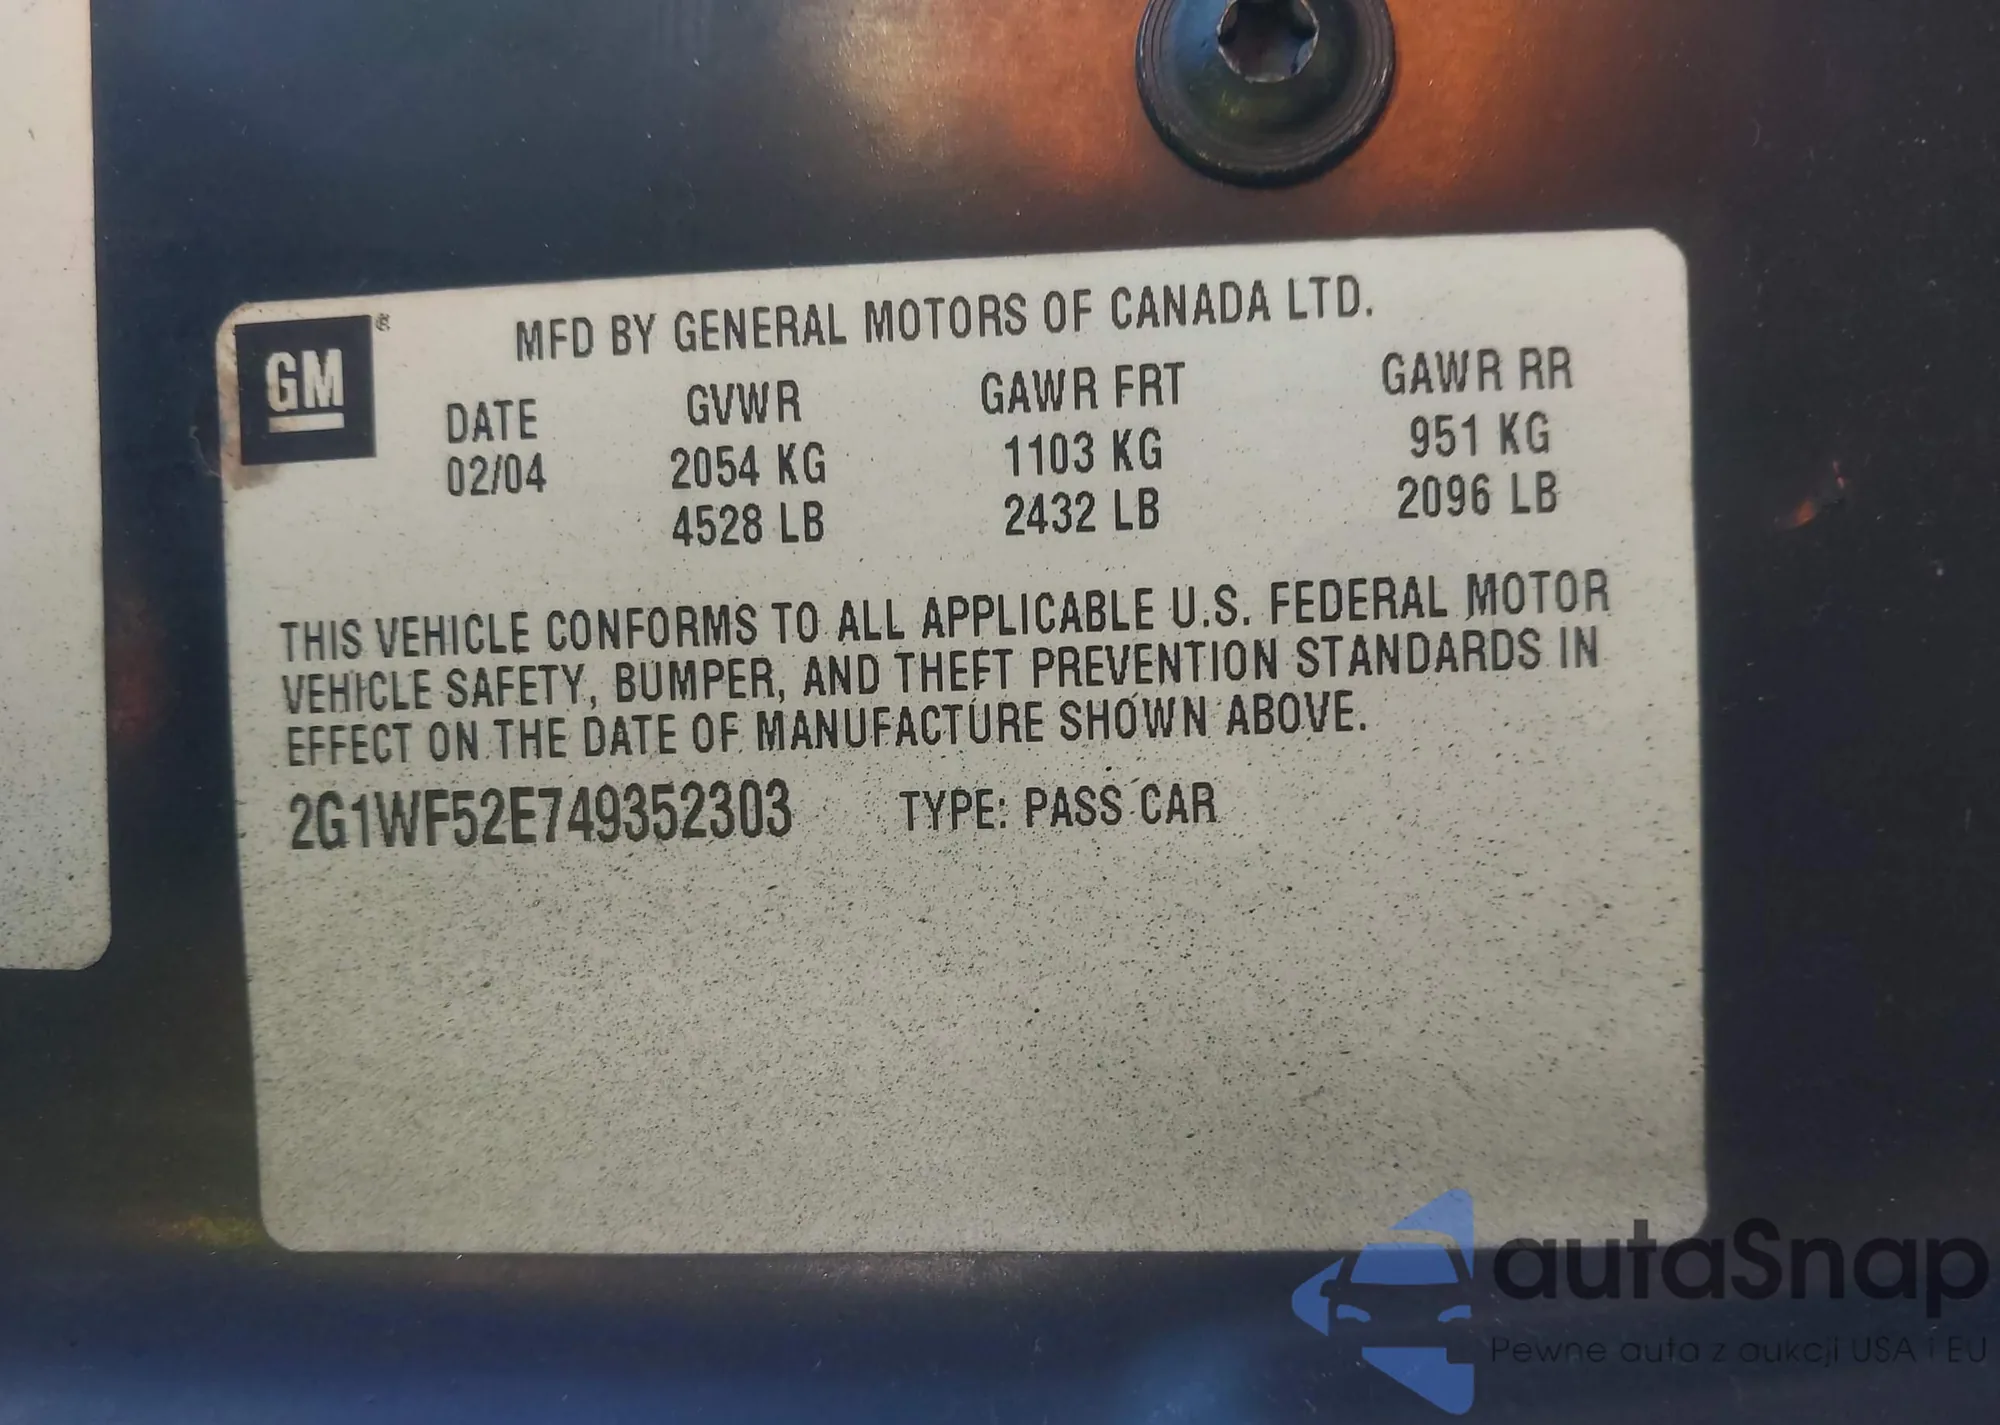 GM ®
MFD BY GENERAL MOTORS OF CANADA LTD.
DATE GVWR GAWR FRT GAWR RR
02/04 2054 KG 1103 KG 951 KG
4528 LB 2432 LB 2096 LB
THIS VEHICLE CONFORMS TO ALL APPLICABLE U.S. FEDERAL MOTOR
VEHICLE SAFETY, BUMPER, AND THEFT PREVENTION STANDARDS IN
EFFECT ON THE DATE OF MANUFACTURE SHOWN ABOVE.
2G1WF52E749352303 TYPE: PASS CAR
autaSnap
Pewne auta z aukcji USA i EU